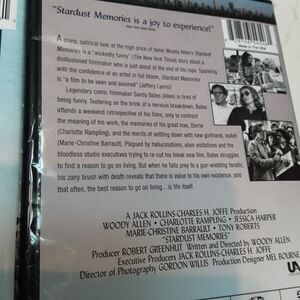 "Stardust Memories is a joy to experience!"
A sharp, satirical look at the high price of fame, Woody Allen's Stardust
Memories is "wickedly funny" (The New York Times) story about a
disillusioned filmmaker who is just about at the end of his rope. Sparkling
with the confidence of an artist in full bloom, Stardust Memories
is "a film to be seen and savored"
Legendary comic filmmaker Sandy Bates (Allen) is tired of
being funny. Teetering on the brink of a nervous breakdown, Bates
attends a weekend retrospective of his films, only to confront
the meaning of his work, the memories of his great love, Dorrie
(Charlotte Rampling), and the merits of settling down with new girlfriend, Isobel
(Marie-Christine Barrault). Plagued by hallucinations, alien visitations and the
bloodless studio executives trying to re-cut his bleak new film, Bates struggles
to find a reason to go on living. But when he falls prey to a gun-wielding fanatic,
his zany brush with death reveals that there is value to his own existence, and
that often, the best reason to go on living...is life itself.
Made in The USA
A JACK ROLLINS-CHARLES H. JOFFE Production
WOODY ALLEN • CHARLOTTE RAMPLING • JESSICA HARPER
MARIE-CHRISTINE BARRAULT • TONY ROBERTS
"STARDUST MEMORIES"
Producer ROBERT GREENHUT Written and Directed by WOODY ALLEN
Executive Producers JACK ROLLINS-CHARLES H. JOFFE
Director of Photography GORDON WILLIS Production Designer MEL BOURNE